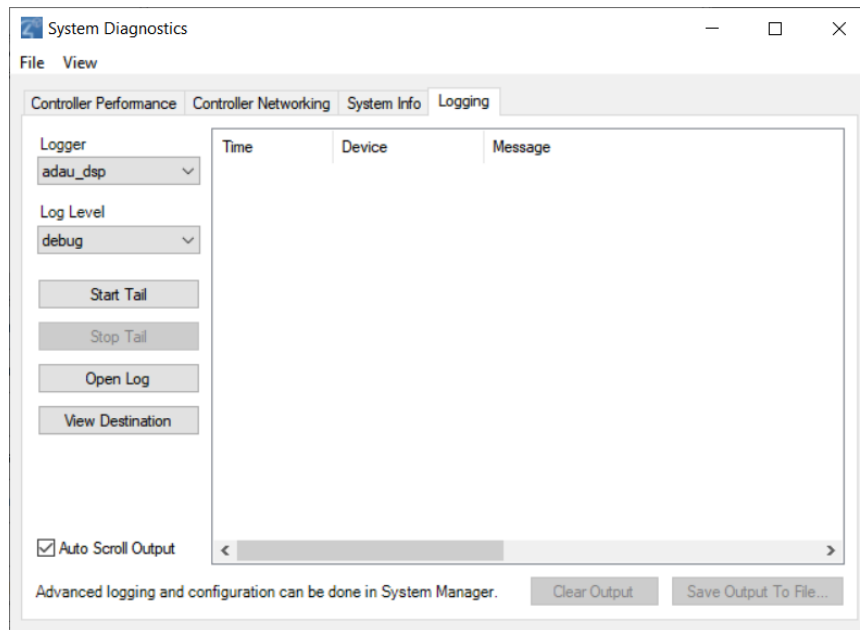 System Diagnostics
File View
Controller Performance Controller Networking System Info Logging
Logger
adau_dsp
Log Level
debug
Start Tail
Stop Tail
Open Log
View Destination
Auto Scroll Output
Time Device Message
Advanced logging and configuration can be done in System Manager.
Clear Output Save Output To File...